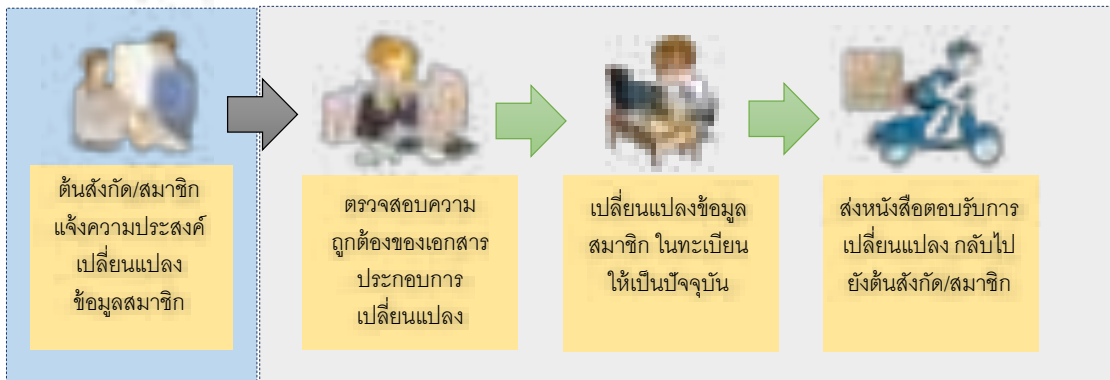 ต้นสังกัด/สมาชิก
แจ้งความประสงค์
เปลี่ยนแปลง
ข้อมูลสมาชิก
ตรวจสอบความ
ถูกต้องของเอกสาร
ประกอบการ
เปลี่ยนแปลง
เปลี่ยนแปลงข้อมูล
สมาชิก ในทะเบียน
ให้เป็นปัจจุบัน
ส่งหนังสือตอบรับการ
เปลี่ยนแปลง กลับไป
ยังต้นสังกัด/สมาชิก